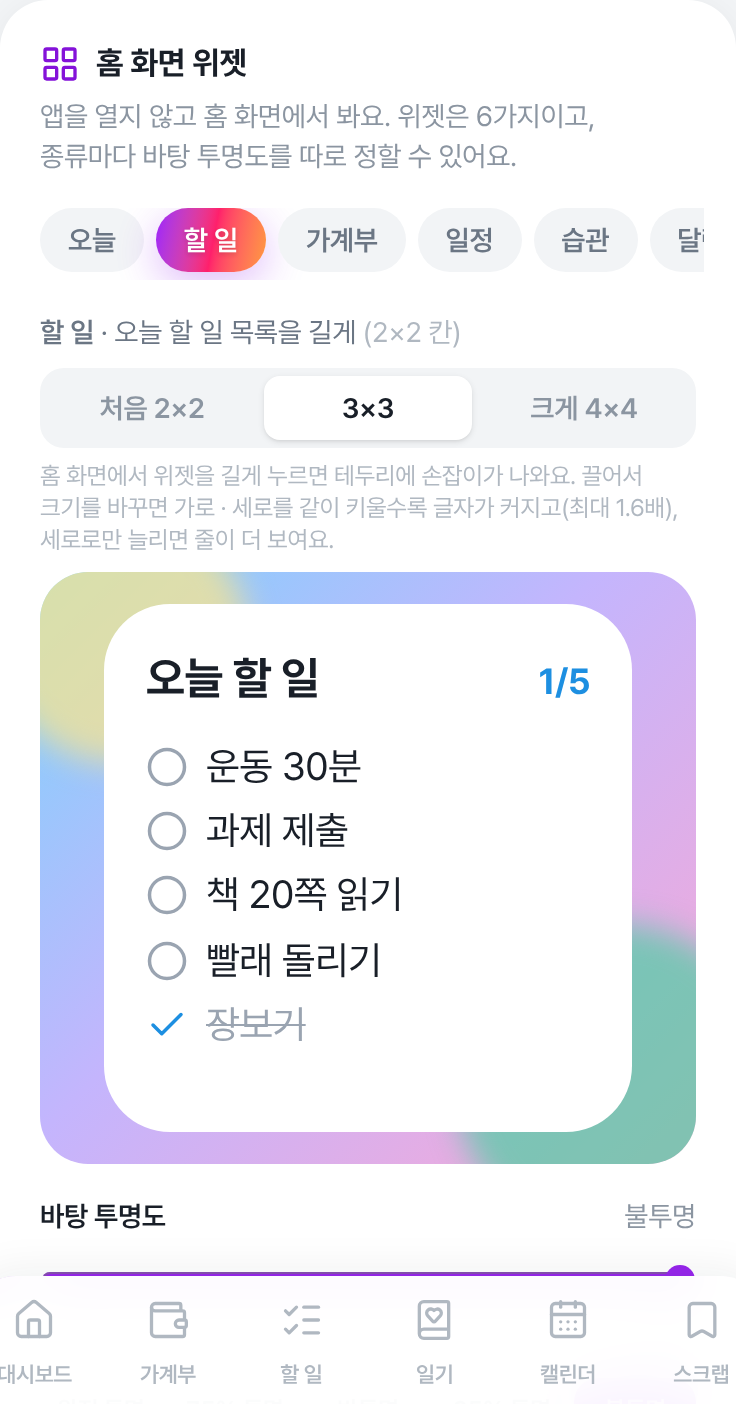 홈 화면 위젯
앱을 열지 않고 홈 화면에서 봐요. 위젯은 6가지이고,
종류마다 바탕 투명도를 따로 정할 수 있어요.
오늘 할 일 가계부 일정 습관
할 일 · 오늘 할 일 목록을 길게 (2×2 칸)
처음 2×2 3×3 크게 4×4
홈 화면에서 위젯을 길게 누르면 테두리에 손잡이가 나와요. 끌어서
크기를 바꾸면 가로 · 세로를 같이 키울수록 글자가 커지고(최대 1.6배),
세로로만 늘리면 줄이 더 보여요.
오늘 할 일 1/5
운동 30분
과제 제출
책 20쪽 읽기
빨래 돌리기
장보기
바탕 투명도 불투명
대시보드 가계부 할 일 일기 캘린더 스크랩